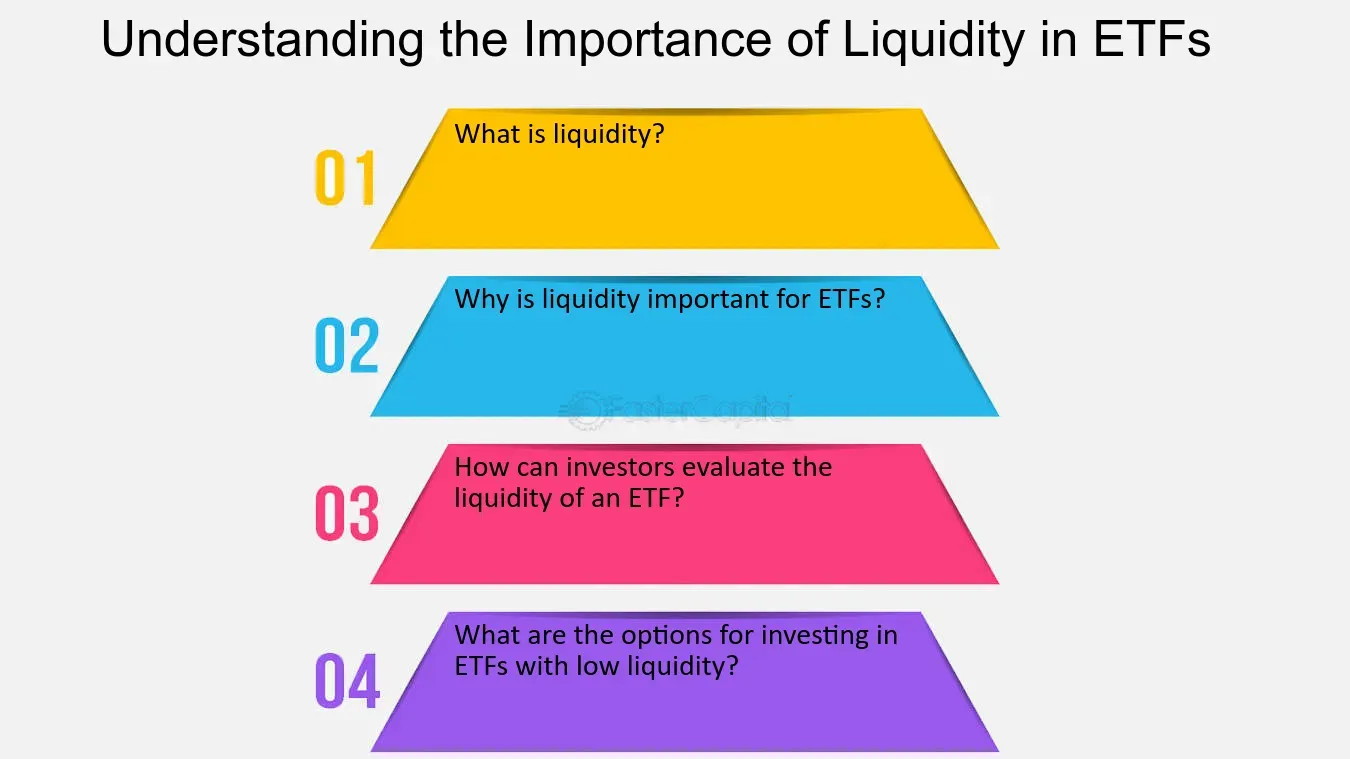 Understanding the Importance of Liquidity in ETFs
01
What is liquidity?
02
Why is liquidity important for ETFs?
FasterCapital
03
How can investors evaluate the
liquidity of an ETF?
04
What are the options for investing in
ETFs with low liquidity?